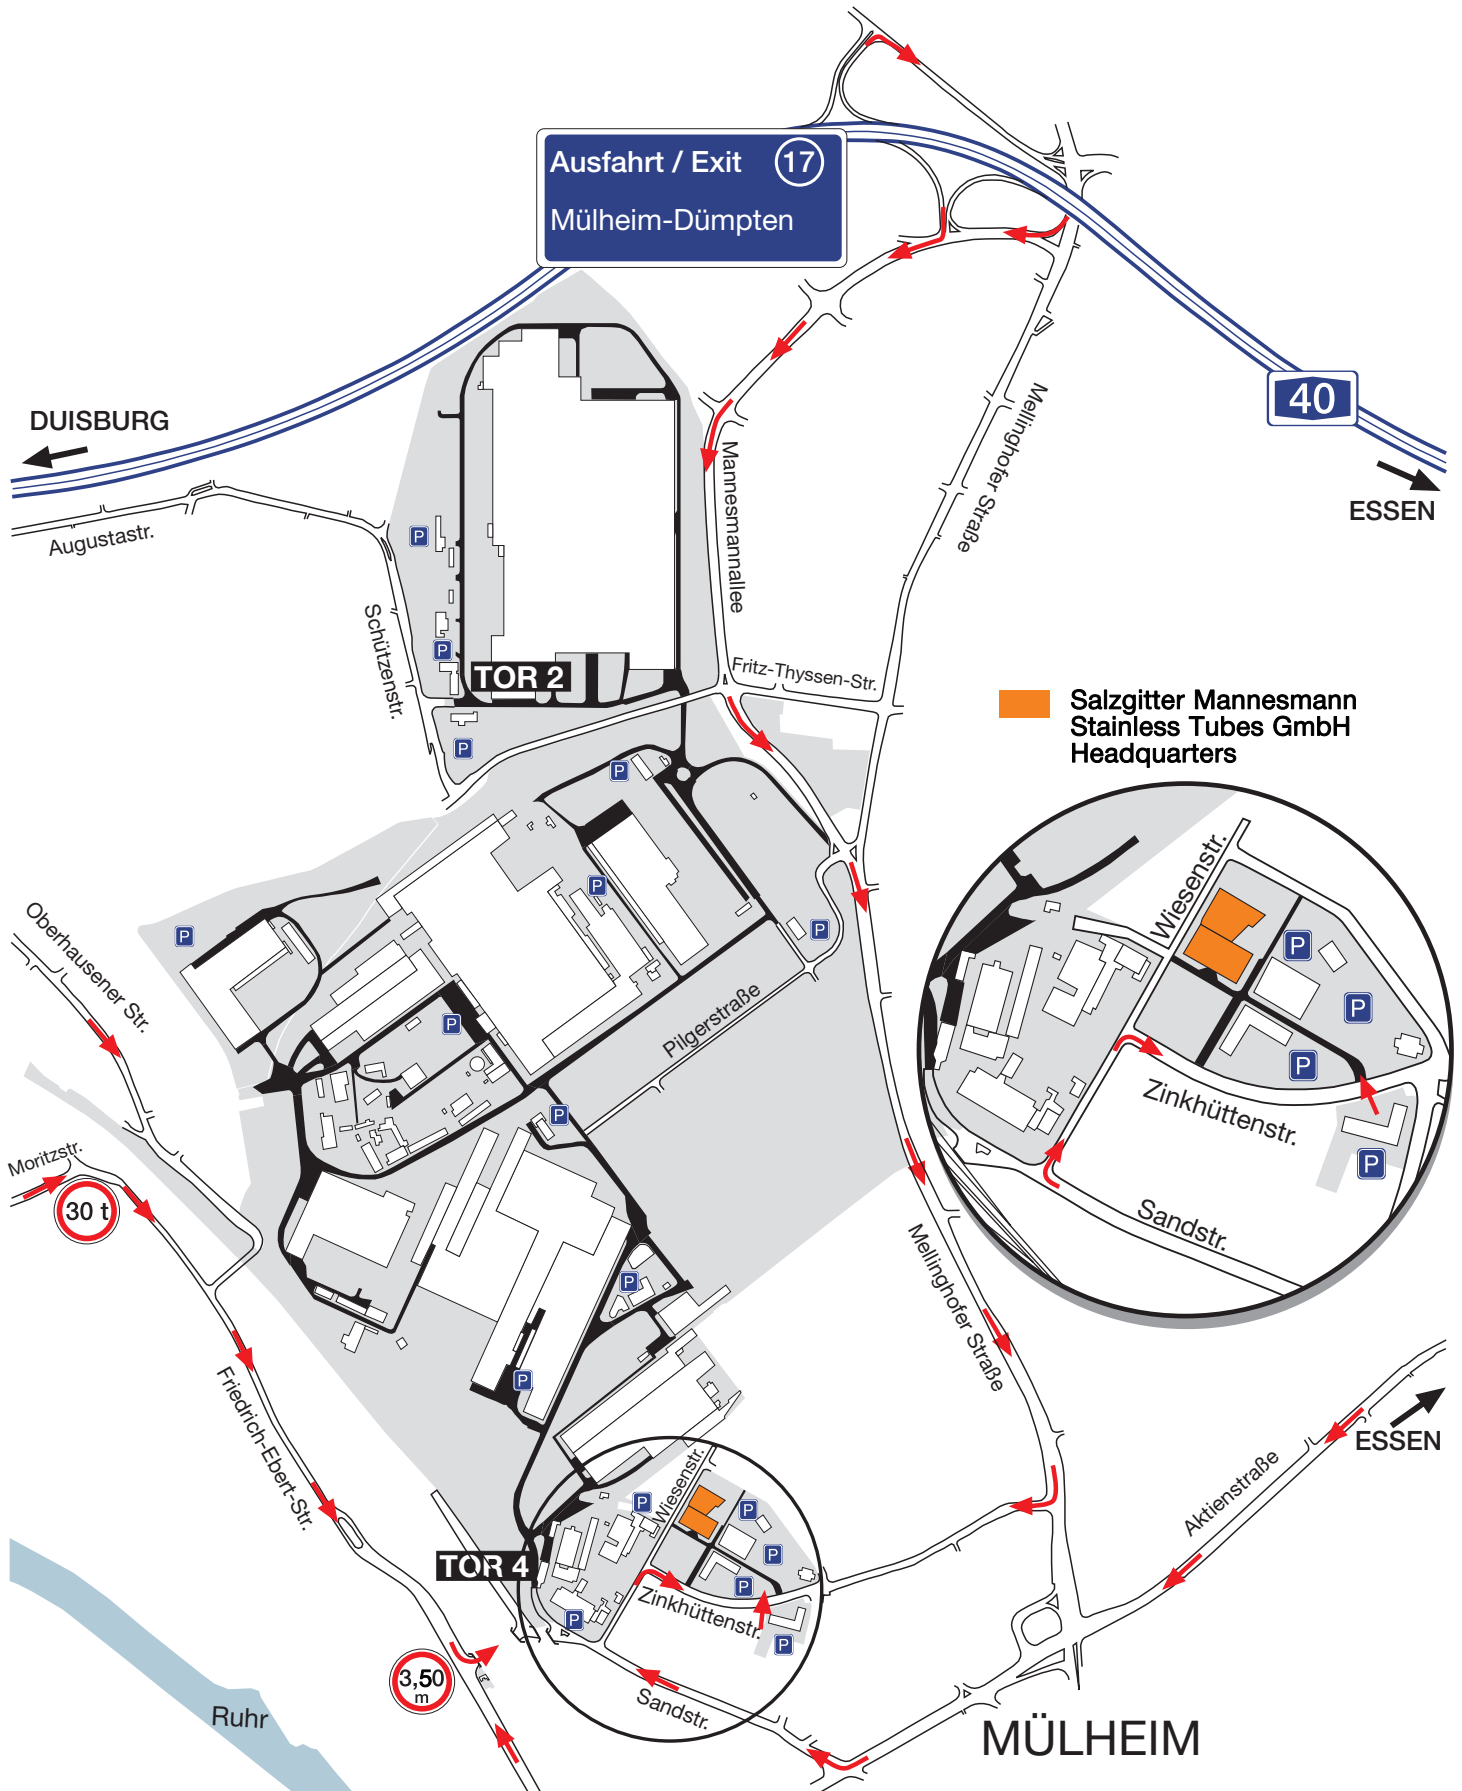 Ausfahrt / Exit 17
Mülheim-Dümpten
40
DUISBURG
ESSEN
Augustastr.
Mannesmannallee
Mellinghofer Straße
P
Schützenstr.
P
TOR 2
Fritz-Thyssen-Str.
P
P
Salzgitter Mannesmann
Stainless Tubes GmbH
Headquarters
P
P
P
Oberhausener Str.
Wiesenstr.
P
P
P
Pilgerstraße
P
P
Zinkhüttenstr.
P
Sandstr.
Moritzstr.
30 t
Mellinghofer Straße
P
P
Friedrich-Ebert-Str.
ESSEN
Aktienstraße
Wiesenstr.
P
P
P
TOR 4
P
Zinkhüttenstr.
P
P
3,50
m
Sandstr.
Ruhr
MÜLHEIM